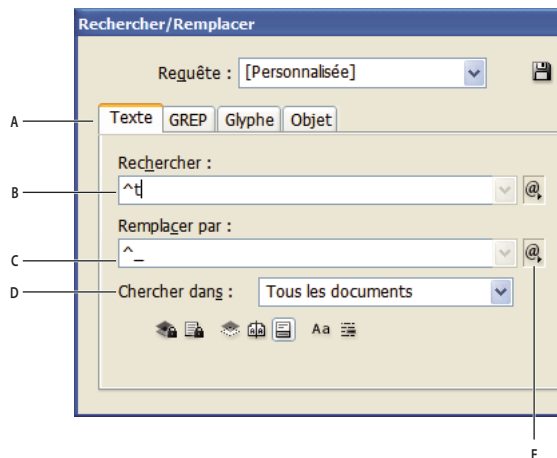 Rechercher/Remplacer
Requête : [Personnalisée]
A
Texte GREP Glyphe Objet
Rechercher :
B ^t @
Remplacer par :
C ^_ @
D Chercher dans : Tous les documents
Aa
E